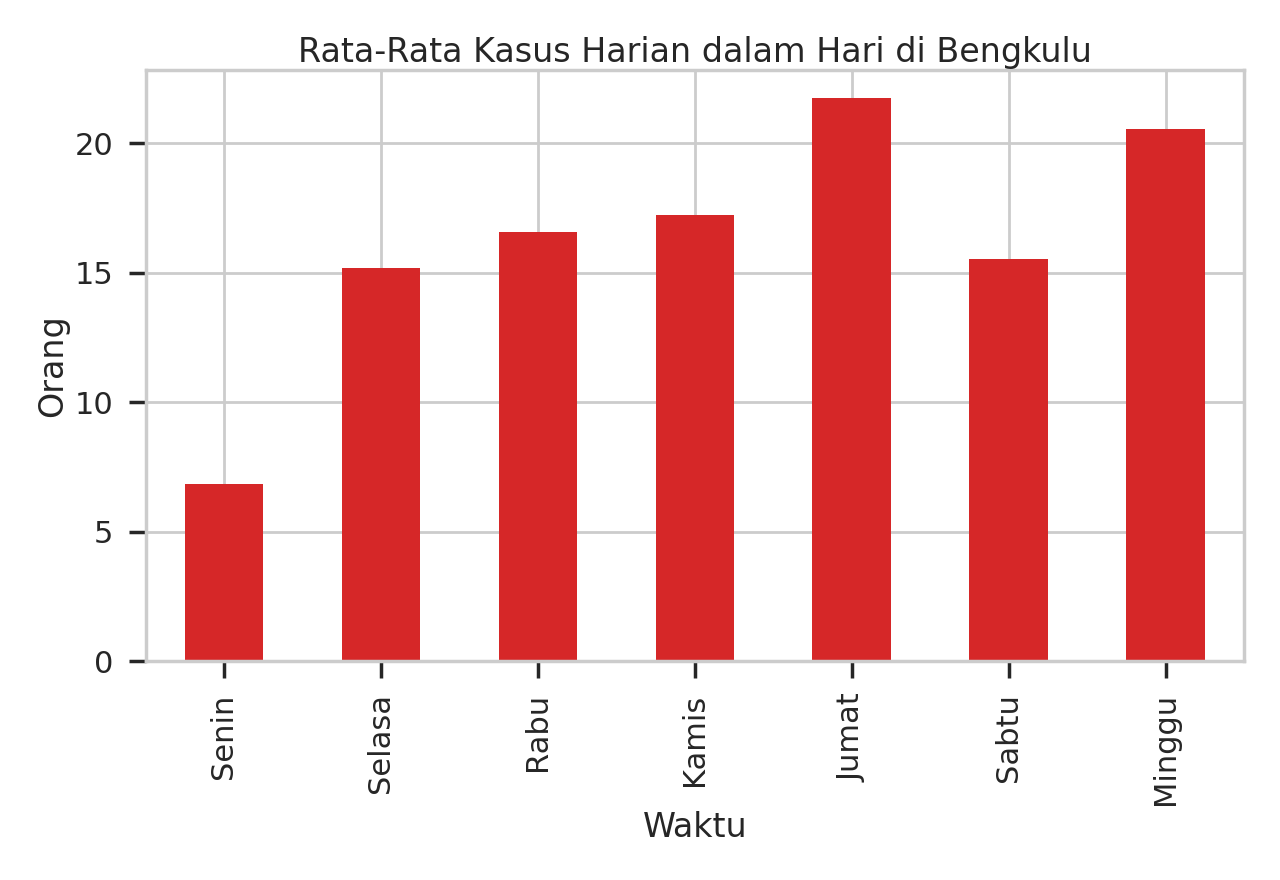 Rata-Rata Kasus Harian dalam Hari di Bengkulu
Orang
20
15
10
5
0
Senin
Selasa
Rabu
Kamis
Jumat
Sabtu
Minggu
Waktu